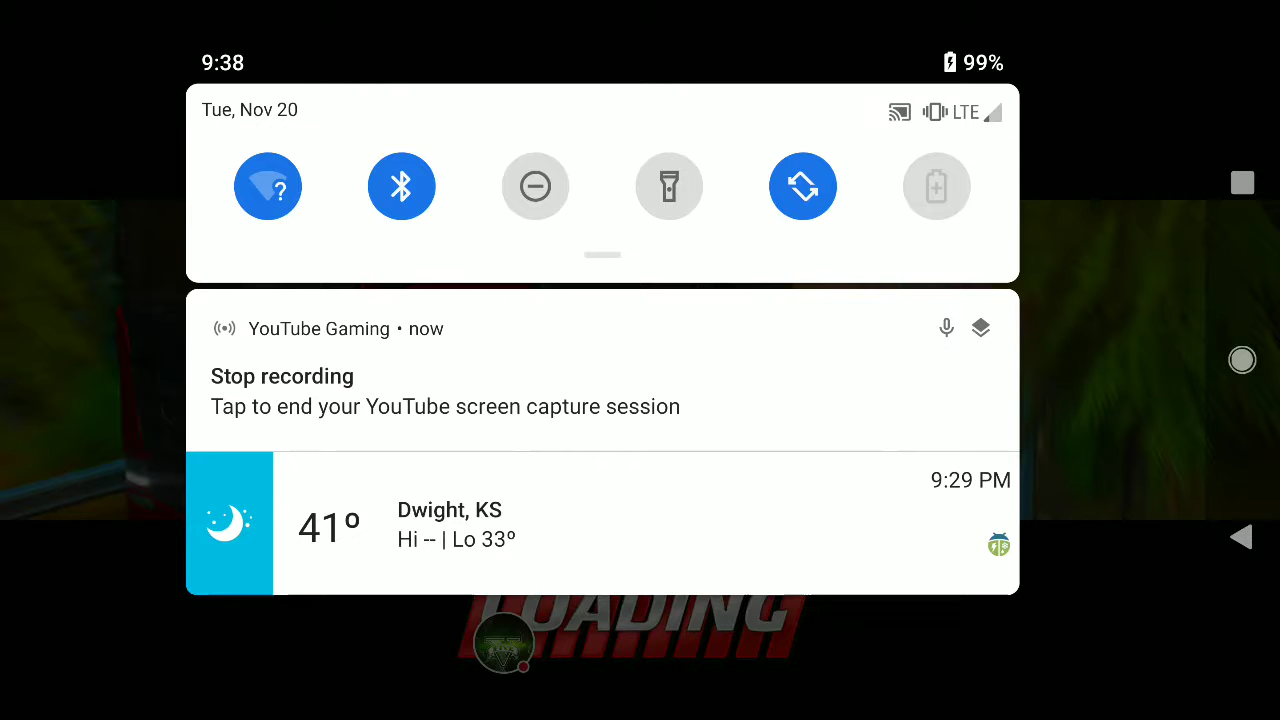 9:38
99%
Tue, Nov 20
LTE
?
YouTube Gaming • now
Stop recording
Tap to end your YouTube screen capture session
9:29 PM
41°
Dwight, KS
Hi -- | Lo 33°
LOADING